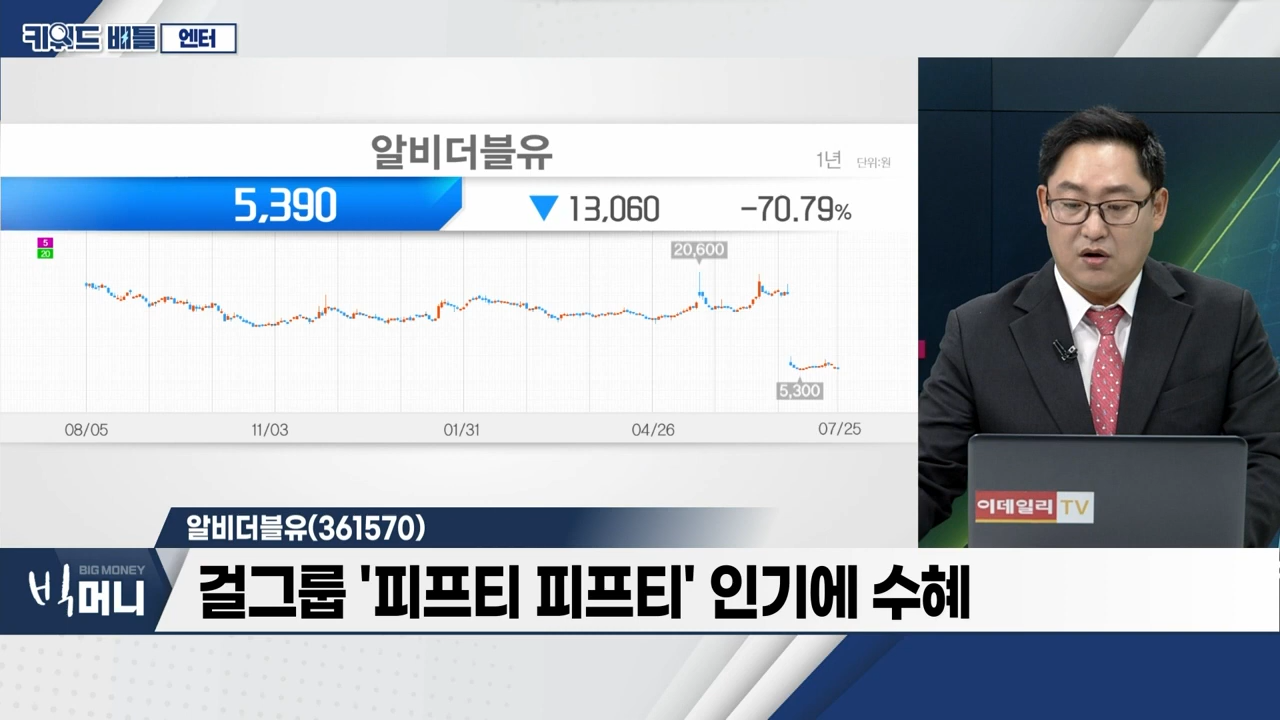 키워드 배틀 엔터
알비더블유
1년 단위:원
5,390 ▼ 13,060 -70.79%
5
20
20,600
5,300
08/05 11/03 01/31 04/26 07/25
이데일리 TV
알비더블유(361570)
BIG MONEY
빅머니
걸그룹 '피프티 피프티' 인기에 수혜